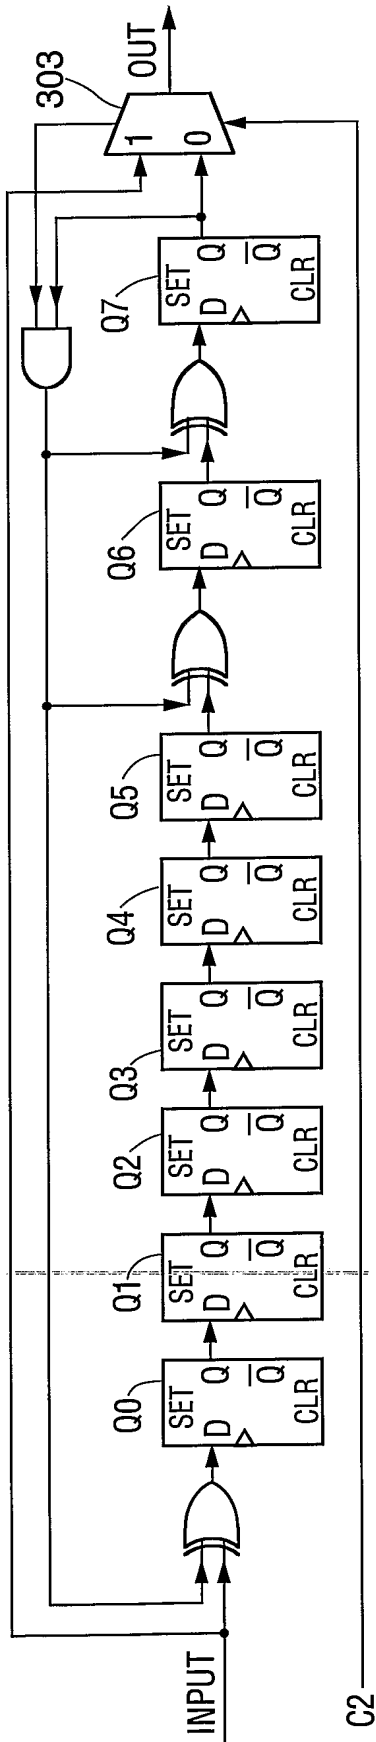 INPUT
C2
Q0
SET
D Q
Q
CLR
Q1
SET
D Q
Q
CLR
Q2
SET
D Q
Q
CLR
Q3
SET
D Q
Q
CLR
Q4
SET
D Q
Q
CLR
Q5
SET
D Q
Q
CLR
Q6
SET
D Q
Q
CLR
Q7
SET
D Q
Q
CLR
303
1
0
OUT